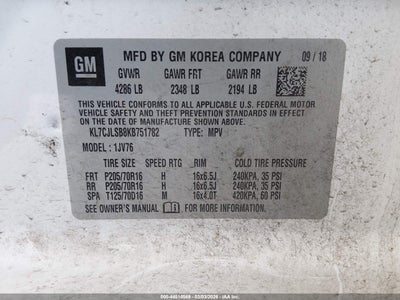 GM
MFD BY GM KOREA COMPANY 09 / 18
GVWR GAWR FRT GAWR RR
4286 LB 2348 LB 2194 LB
THIS VEHICLE CONFORMS TO ALL APPLICABLE U.S. FEDERAL MOTOR
VEHICLE SAFETY AND THEFT PREVENTION STANDARDS IN EFFECT ON
THE DATE OF MANUFACTURE SHOWN ABOVE.
KL7CJLSB8KB751782 TYPE: MPV
MODEL : 1JV76
TIRE SIZE SPEED RTG RIM COLD TIRE PRESSURE
FRT P205/70R16 H 16x6.5J 240KPA, 35 PSI
RR P205/70R16 H 16x6.5J 240KPA, 35 PSI
SPA T125/70D16 M 16x4.0T 420KPA, 60 PSI
SEE OWNER'S MANUAL FOR MORE INFORMATION.